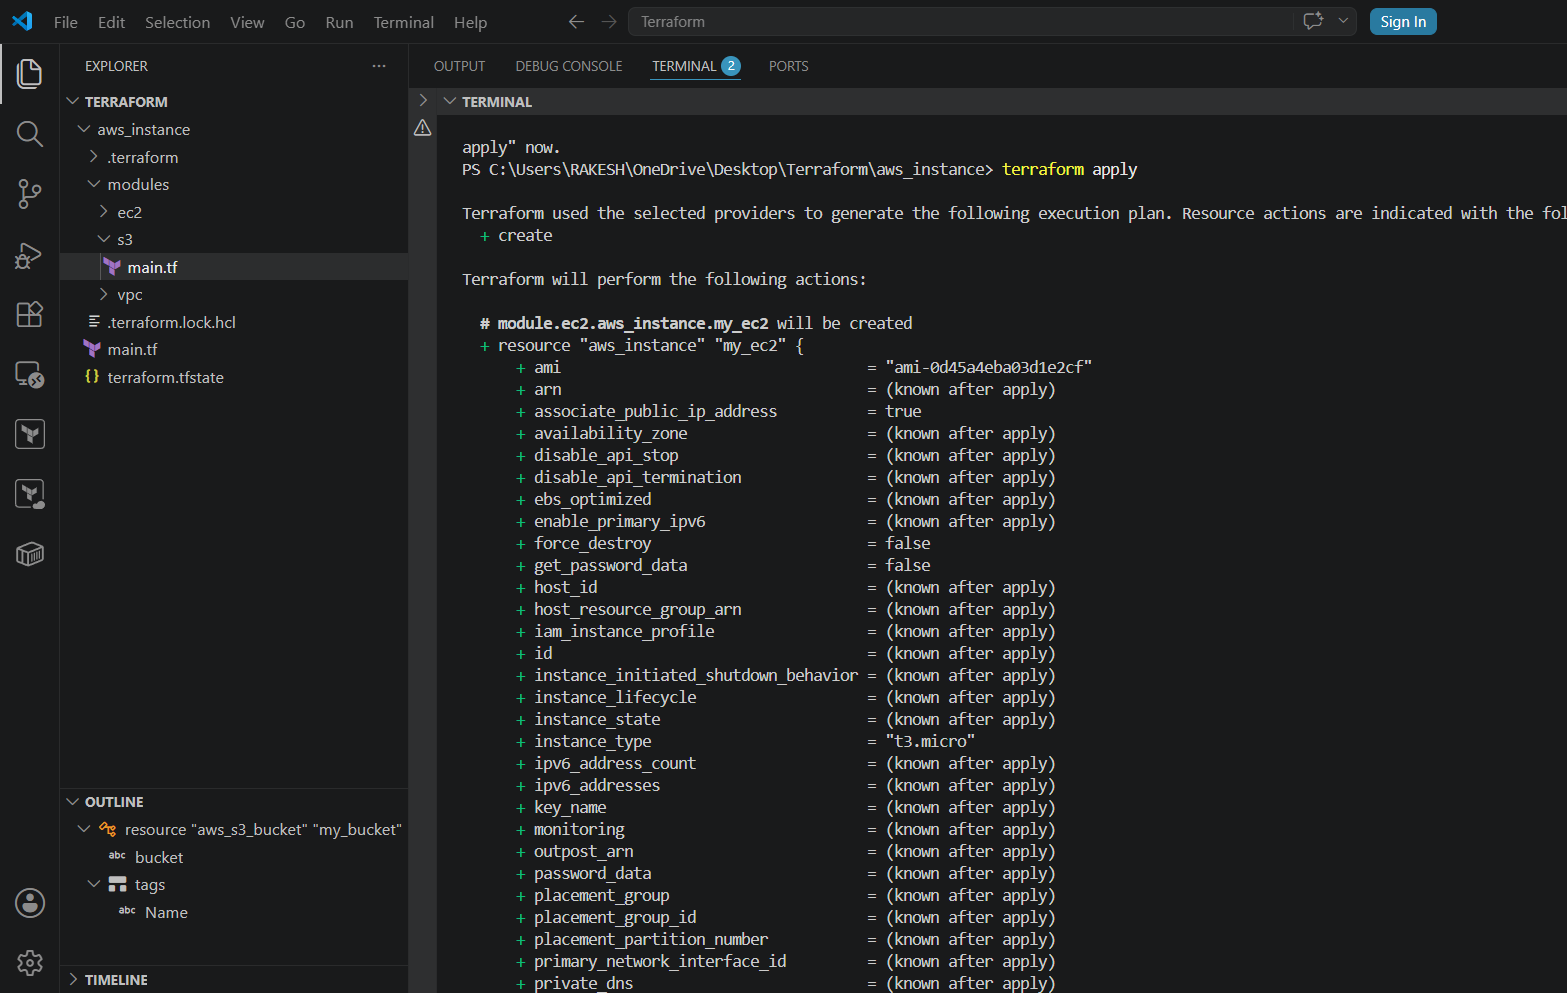 File Edit Selection View Go Run Terminal Help
Terraform
Sign In
EXPLORER
TERRAFORM
aws_instance
.terraform
modules
ec2
s3
main.tf
vpc
.terraform.lock.hcl
main.tf
{} terraform.tfstate
OUTLINE
resource "aws_s3_bucket" "my_bucket"
abc bucket
tags
abc Name
TIMELINE
OUTPUT DEBUG CONSOLE TERMINAL 2 PORTS
TERMINAL
apply" now.
PS C:\Users\RAKESH\OneDrive\Desktop\Terraform\aws_instance> terraform apply
Terraform used the selected providers to generate the following execution plan. Resource actions are indicated with the fol
+ create
Terraform will perform the following actions:
# module.ec2.aws_instance.my_ec2 will be created
+ resource "aws_instance" "my_ec2" {
+ ami = "ami-0d45a4eba03d1e2cf"
+ arn = (known after apply)
+ associate_public_ip_address = true
+ availability_zone = (known after apply)
+ disable_api_stop = (known after apply)
+ disable_api_termination = (known after apply)
+ ebs_optimized = (known after apply)
+ enable_primary_ipv6 = (known after apply)
+ force_destroy = false
+ get_password_data = false
+ host_id = (known after apply)
+ host_resource_group_arn = (known after apply)
+ iam_instance_profile = (known after apply)
+ id = (known after apply)
+ instance_initiated_shutdown_behavior = (known after apply)
+ instance_lifecycle = (known after apply)
+ instance_state = (known after apply)
+ instance_type = "t3.micro"
+ ipv6_address_count = (known after apply)
+ ipv6_addresses = (known after apply)
+ key_name = (known after apply)
+ monitoring = (known after apply)
+ outpost_arn = (known after apply)
+ password_data = (known after apply)
+ placement_group = (known after apply)
+ placement_group_id = (known after apply)
+ placement_partition_number = (known after apply)
+ primary_network_interface_id = (known after apply)
+ private_dns = (known after apply)